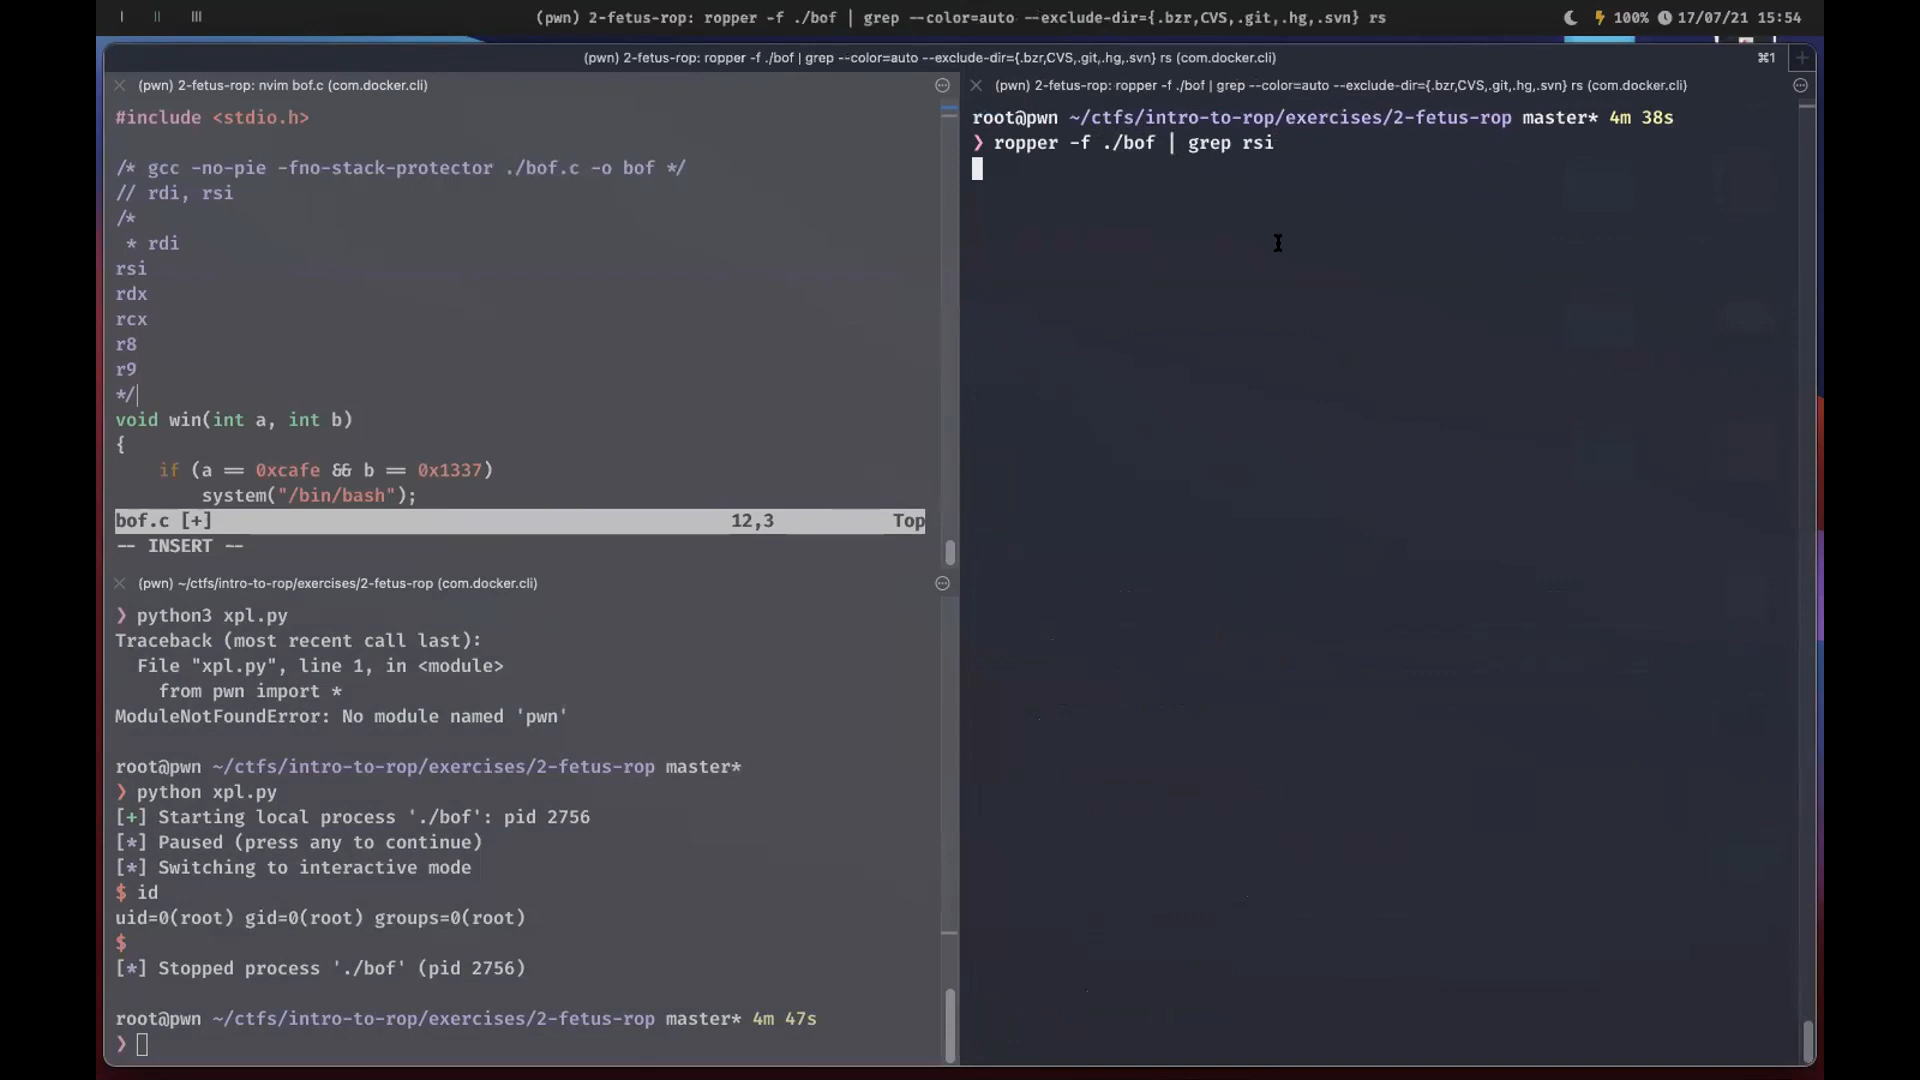 (pwn) 2-fetus-rop: ropper -f ./bof | grep --color=auto --exclude-dir={.bzr,CVS,.git,.hg,.svn} rs
100% 17/07/21 15:54
(pwn) 2-fetus-rop: ropper -f ./bof | grep --color=auto --exclude-dir={.bzr,CVS,.git,.hg,.svn} rs (com.docker.cli)
⌘1
(pwn) 2-fetus-rop: nvim bof.c (com.docker.cli)
#include <stdio.h>
/* gcc -no-pie -fno-stack-protector ./bof.c -o bof */
// rdi, rsi
/*
* rdi
rsi
rdx
rcx
r8
r9
*/
void win(int a, int b)
{
if (a == 0xcafe && b == 0x1337)
system("/bin/bash");
bof.c [+] 12,3 Top
-- INSERT --
(pwn) ~/ctfs/intro-to-rop/exercises/2-fetus-rop (com.docker.cli)
❯ python3 xpl.py
Traceback (most recent call last):
File "xpl.py", line 1, in <module>
from pwn import *
ModuleNotFoundError: No module named 'pwn'
root@pwn ~/ctfs/intro-to-rop/exercises/2-fetus-rop master*
❯ python xpl.py
[+] Starting local process './bof': pid 2756
[*] Paused (press any to continue)
[*] Switching to interactive mode
$ id
uid=0(root) gid=0(root) groups=0(root)
$
[*] Stopped process './bof' (pid 2756)
root@pwn ~/ctfs/intro-to-rop/exercises/2-fetus-rop master* 4m 47s
❯
(pwn) 2-fetus-rop: ropper -f ./bof | grep --color=auto --exclude-dir={.bzr,CVS,.git,.hg,.svn} rs (com.docker.cli)
root@pwn ~/ctfs/intro-to-rop/exercises/2-fetus-rop master* 4m 38s
❯ ropper -f ./bof | grep rsi